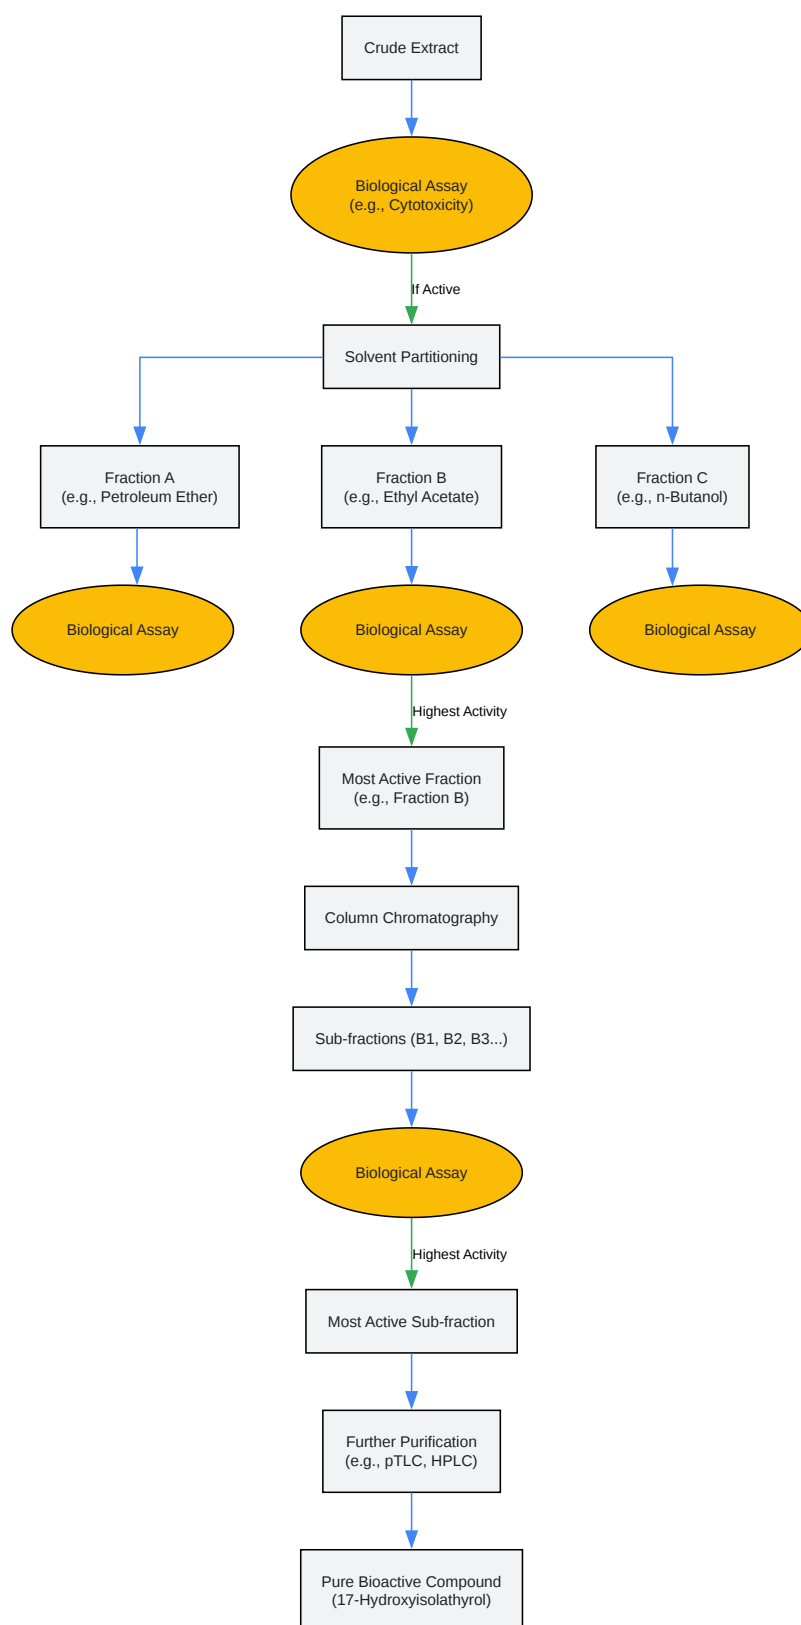 Crude Extract
Biological Assay
(e.g., Cytotoxicity)
If Active
Solvent Partitioning
Fraction A
(e.g., Petroleum Ether)
Fraction B
(e.g., Ethyl Acetate)
Fraction C
(e.g., n-Butanol)
Biological Assay
Biological Assay
Biological Assay
Highest Activity
Most Active Fraction
(e.g., Fraction B)
Column Chromatography
Sub-fractions (B1, B2, B3...)
Biological Assay
Highest Activity
Most Active Sub-fraction
Further Purification
(e.g., pTLC, HPLC)
Pure Bioactive Compound
(17-Hydroxyisolathyrol)